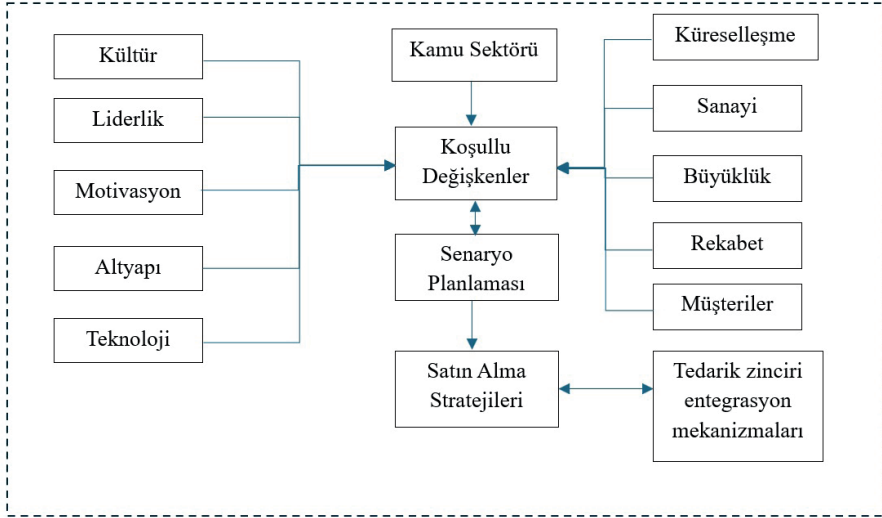 Kültür
Liderlik
Motivasyon
Altyapı
Teknoloji
Kamu Sektörü
Koşullu
Değişkenler
Senaryo
Planlaması
Satın Alma
Stratejileri
Küreselleşme
Sanayi
Büyüklük
Rekabet
Müşteriler
Tedarik zinciri
entegrasyon
mekanizmaları